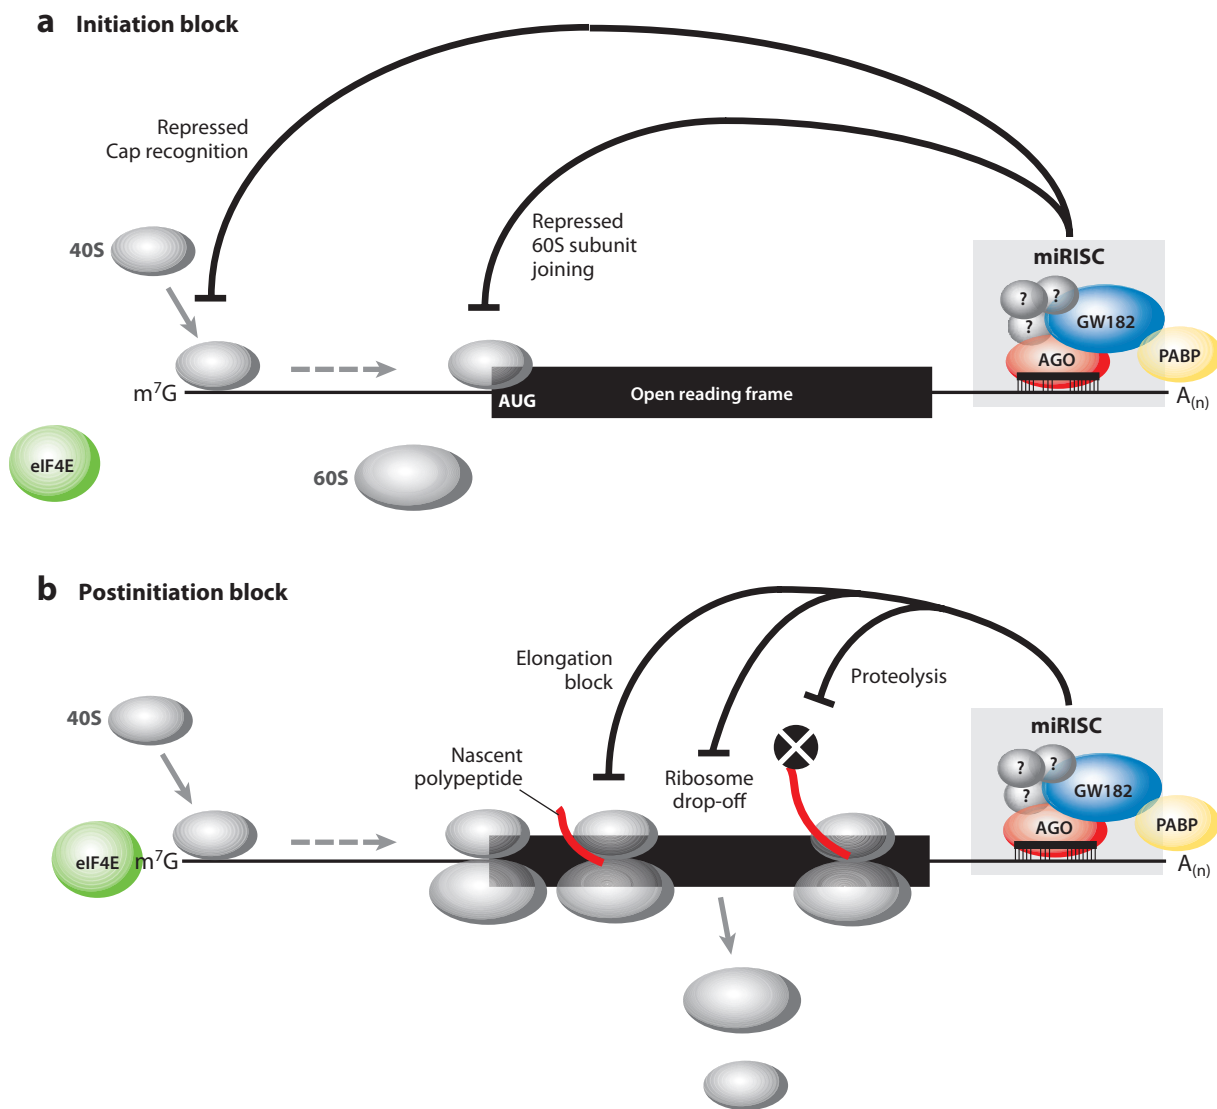 a Initiation block
Repressed
Cap recognition
40S
Repressed
60S subunit
joining
miRISC
?
?
?
GW182
AGO
PABP
m⁷G
AUG
Open reading frame
A(n)
eIF4E
60S
b Postinitiation block
Elongation
block
Proteolysis
40S
Nascent
polypeptide
Ribosome
drop-off
miRISC
?
?
?
GW182
AGO
PABP
eIF4E
m⁷G
A(n)